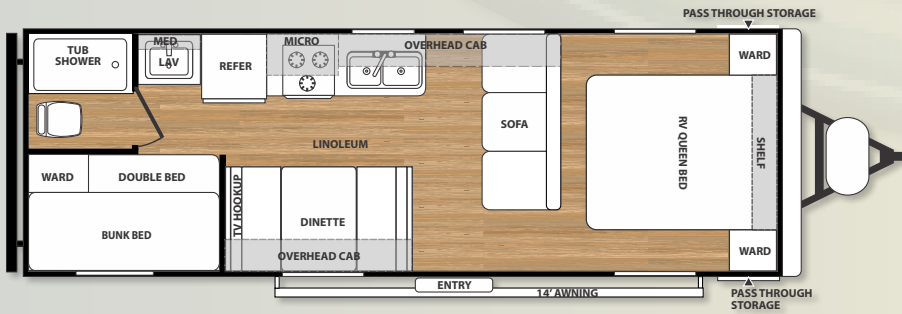 PASS THROUGH STORAGE
TUB
SHOWER
MED
LAV
REFER
MICRO
OVERHEAD CAB
WARD
SOFA
RV QUEEN BED
SHELF
LINOLEUM
WARD
DOUBLE BED
BUNK BED
TV HOOKUP
DINETTE
OVERHEAD CAB
WARD
ENTRY
14' AWNING
PASS THROUGH
STORAGE